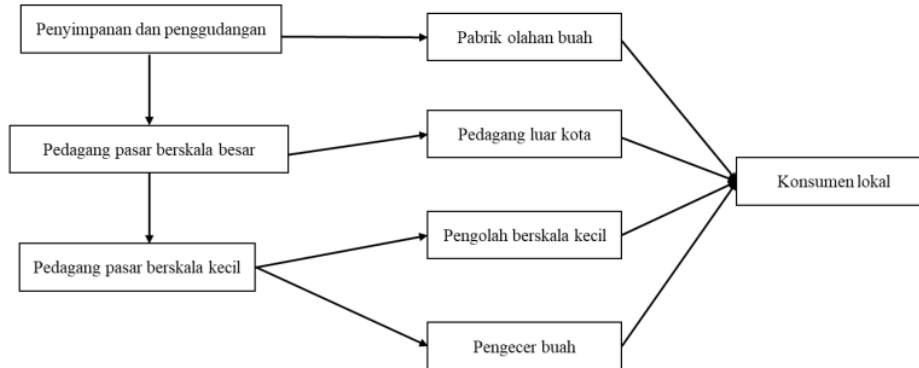 Penyimpanan dan penggudangan
Pabrik olahan buah
Pedagang pasar berskala besar
Pedagang luar kota
Konsumen lokal
Pedagang pasar berskala kecil
Pengolah berskala kecil
Pengecer buah